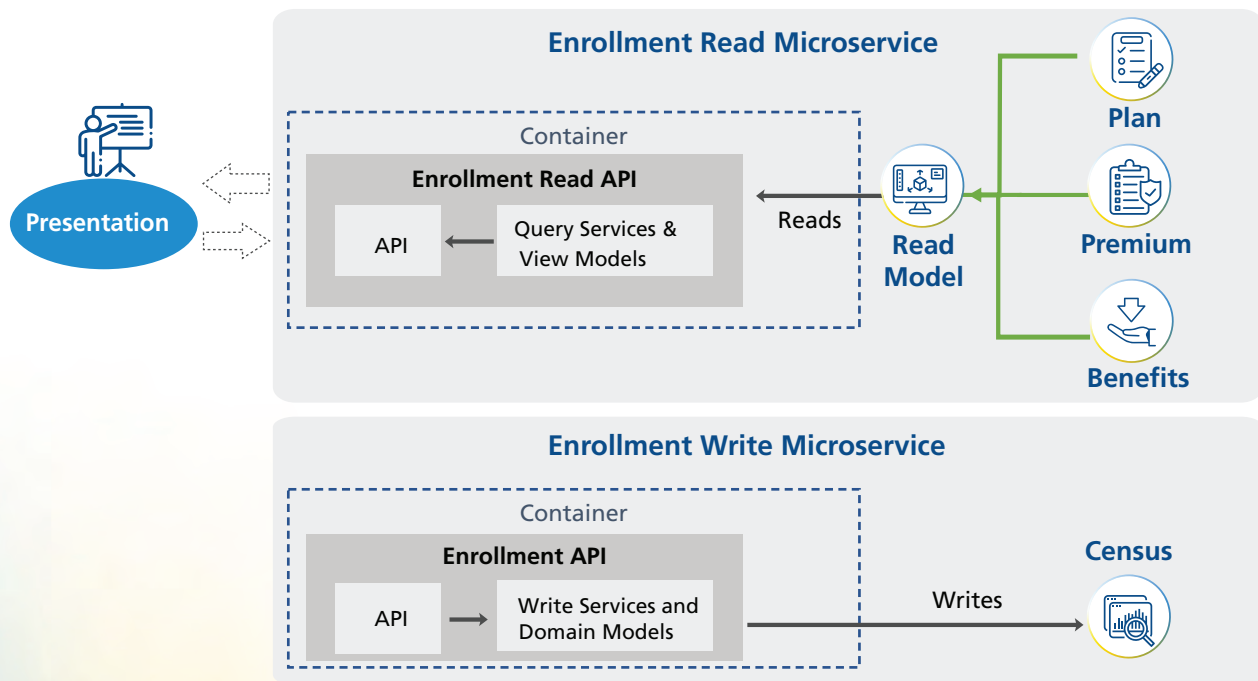 Enrollment Read Microservice
Container
Enrollment Read API
API
Query Services &
View Models
Presentation
Reads
Read
Model
Plan
Premium
Benefits
Enrollment Write Microservice
Container
Enrollment API
API
Write Services and
Domain Models
Writes
Census